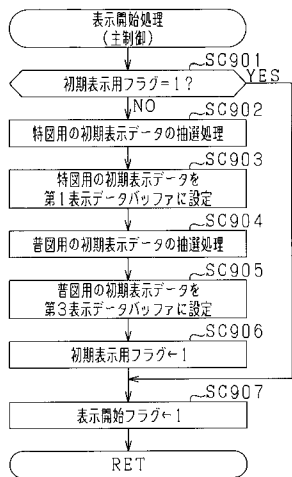 表示開始処理
(主制御)
SC901
初期表示用フラグ=1?
YES
NO
SC902
特図用の初期表示データの抽選処理
SC903
特図用の初期表示データを
第1表示データバッファに設定
SC904
普図用の初期表示データの抽選処理
SC905
普図用の初期表示データを
第3表示データバッファに設定
SC906
初期表示用フラグ←1
SC907
表示開始フラグ←1
RET